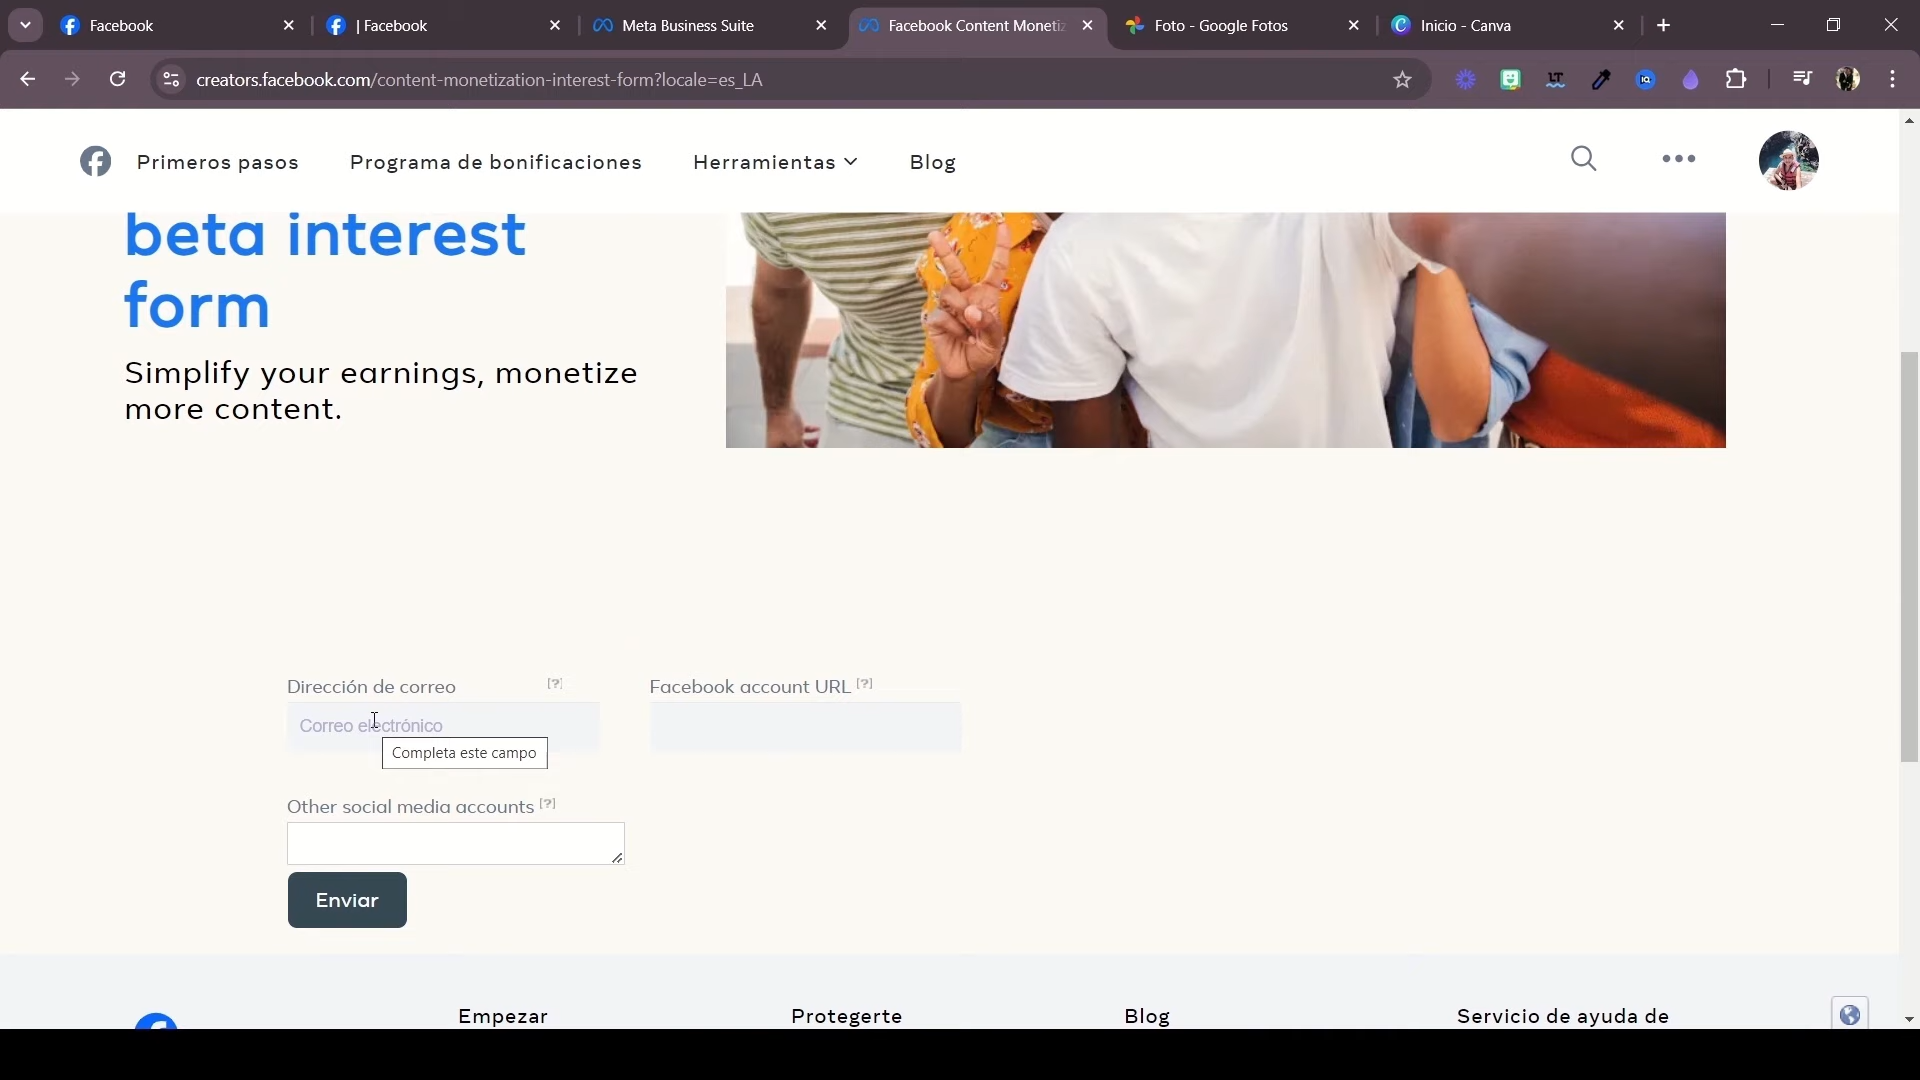 Facebook
| Facebook
Meta Business Suite
Facebook Content Monetiz
Foto - Google Fotos
Inicio - Canva
creators.facebook.com/content-monetization-interest-form?locale=es_LA
Primeros pasos
Programa de bonificaciones
Herramientas
Blog
beta interest
form
Simplify your earnings, monetize
more content.
Dirección de correo [?]
Facebook account URL [?]
Correo electrónico
Completa este campo
Other social media accounts [?]
Enviar
Empezar
Protegerte
Blog
Servicio de ayuda de